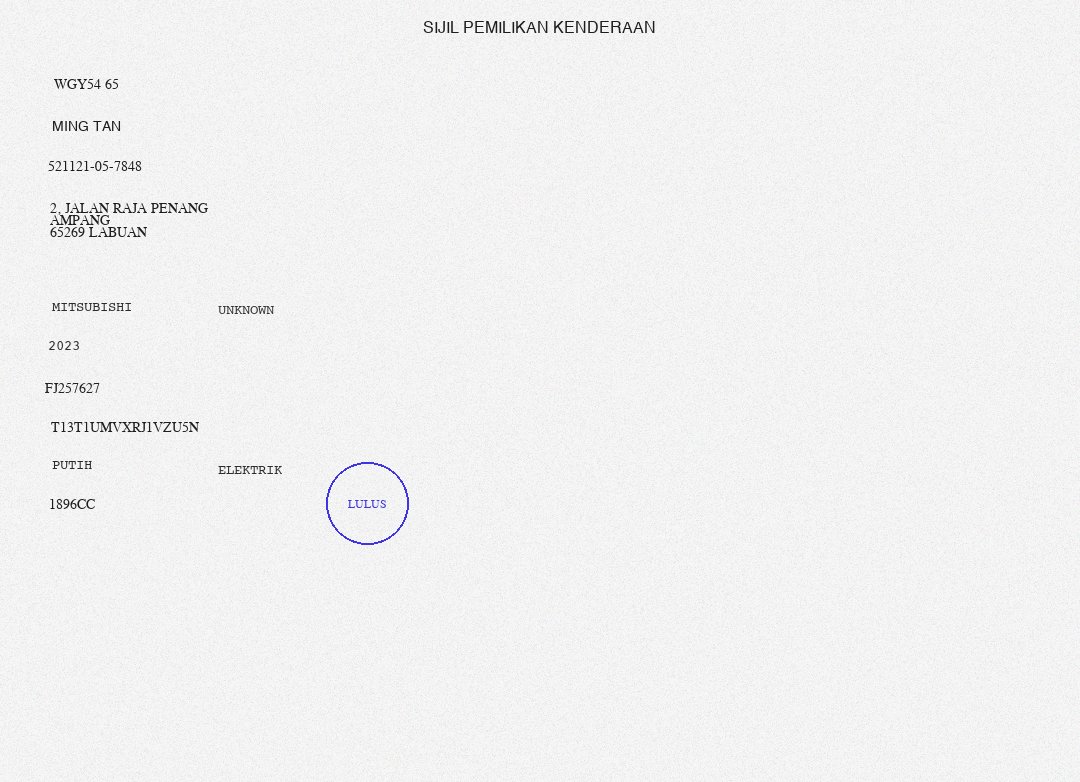 SIJIL PEMILIKAN KENDERAAN
WGY54 65
MING TAN
521121-05-7848
2, JALAN RAJA PENANG
AMPANG
65269 LABUAN
MITSUBISHI UNKNOWN
2023
FJ257627
T13T1UMVXRJ1VZU5N
PUTIH ELEKTRIK
1896CC LULUS